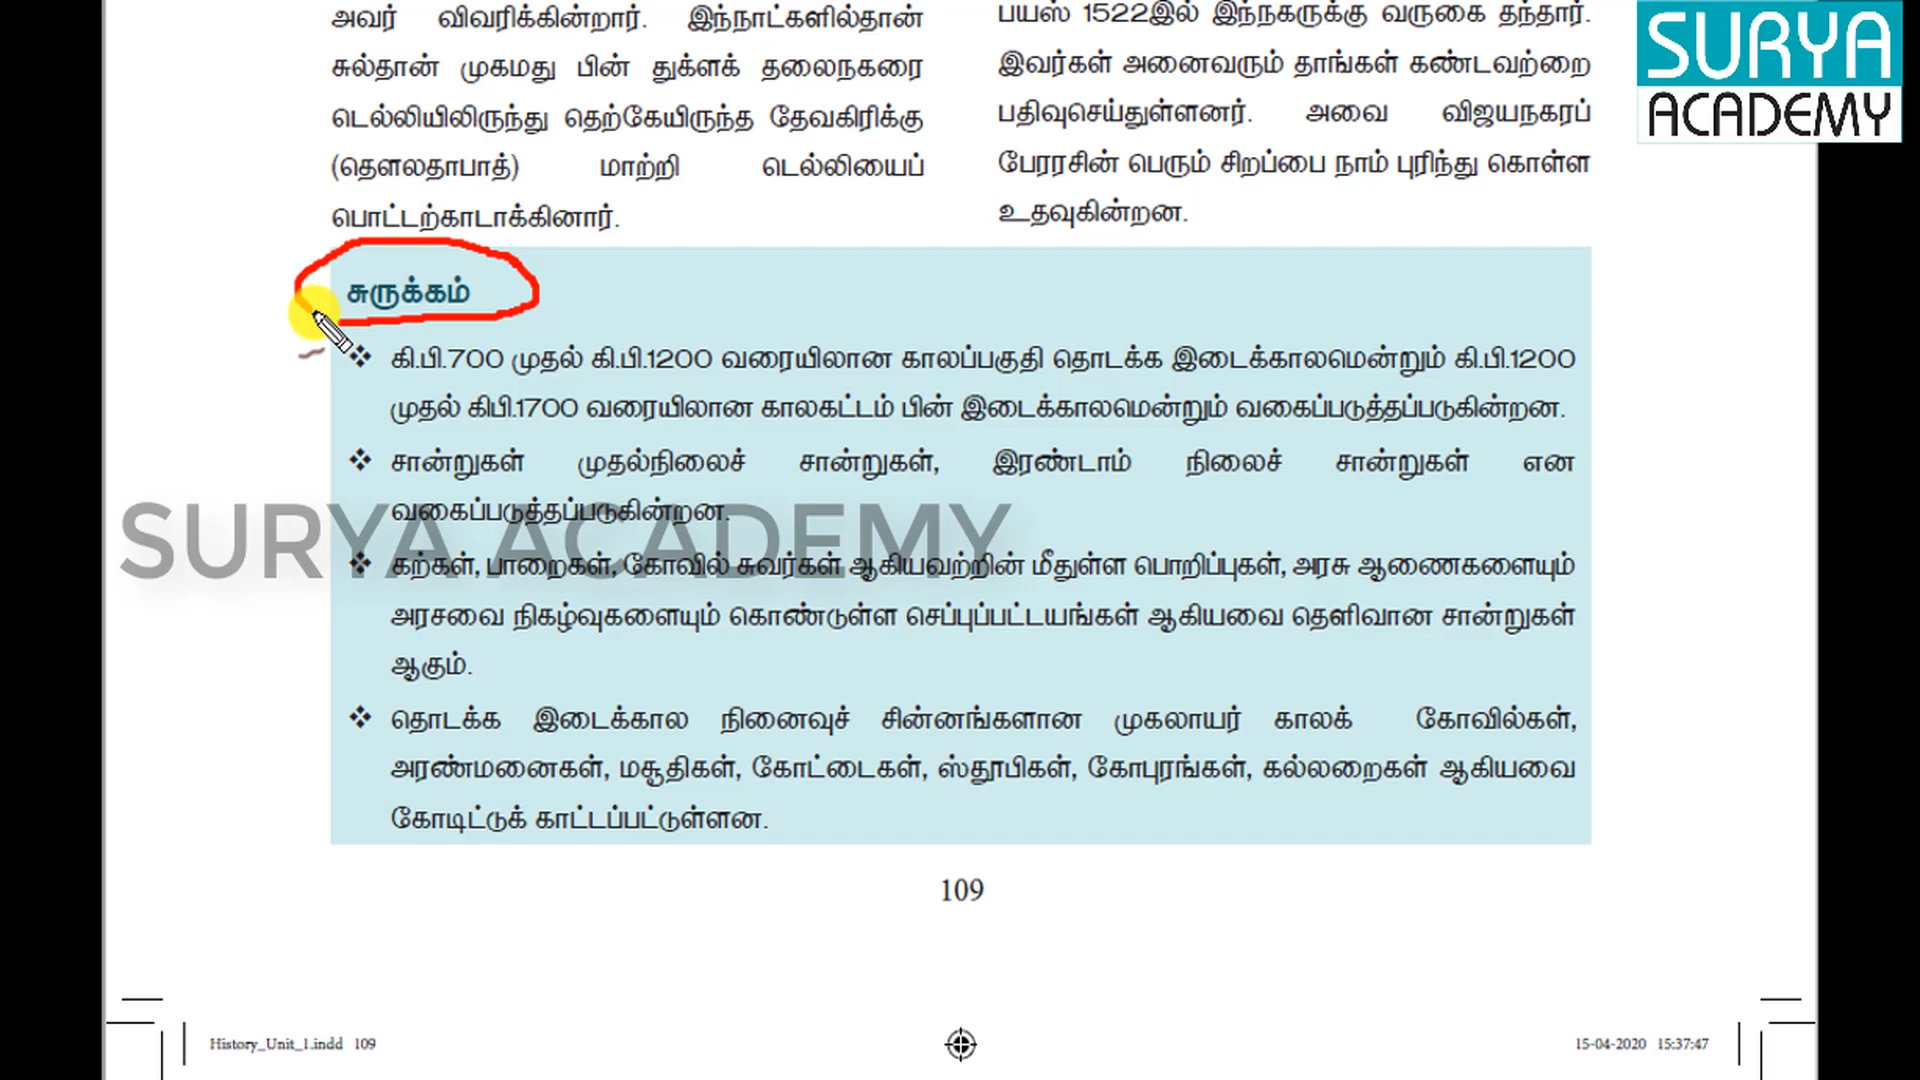 அவர் விவரிக்கின்றார். இந்நாட்களில்தான்
சுல்தான் முகமது பின் துக்ளக் தலைநகரை
டெல்லியிலிருந்து தெற்கேயிருந்த தேவகிரிக்கு
(தௌலதாபாத்) மாற்றி டெல்லியைப்
பொட்டற்காடாக்கினார்.
பயஸ் 1522இல் இந்நகருக்கு வருகை தந்தார்.
இவர்கள் அனைவரும் தாங்கள் கண்டவற்றை
பதிவுசெய்துள்ளனர். அவை விஜயநகரப்
பேரரசின் பெரும் சிறப்பை நாம் புரிந்து கொள்ள
உதவுகின்றன.
SURYA
ACADEMY
சுருக்கம்
❖ கி.பி.700 முதல் கி.பி.1200 வரையிலான காலப்பகுதி தொடக்க இடைக்காலமென்றும் கி.பி.1200
முதல் கிபி.1700 வரையிலான காலகட்டம் பின் இடைக்காலமென்றும் வகைப்படுத்தப்படுகின்றன.
❖ சான்றுகள் முதல்நிலைச் சான்றுகள், இரண்டாம் நிலைச் சான்றுகள் என
வகைப்படுத்தப்படுகின்றன.
SURYA ACADEMY
❖ கற்கள், பாறைகள், கோவில் சுவர்கள் ஆகியவற்றின் மீதுள்ள பொறிப்புகள், அரசு ஆணைகளையும்
அரசவை நிகழ்வுகளையும் கொண்டுள்ள செப்புப்பட்டயங்கள் ஆகியவை தெளிவான சான்றுகள்
ஆகும்.
❖ தொடக்க இடைக்கால நினைவுச் சின்னங்களான முகலாயர் காலக் கோவில்கள்,
அரண்மனைகள், மசூதிகள், கோட்டைகள், ஸ்தூபிகள், கோபுரங்கள், கல்லறைகள் ஆகியவை
கோடிட்டுக் காட்டப்பட்டுள்ளன.
109
History_Unit_1.indd 109
15-04-2020 15:37:47